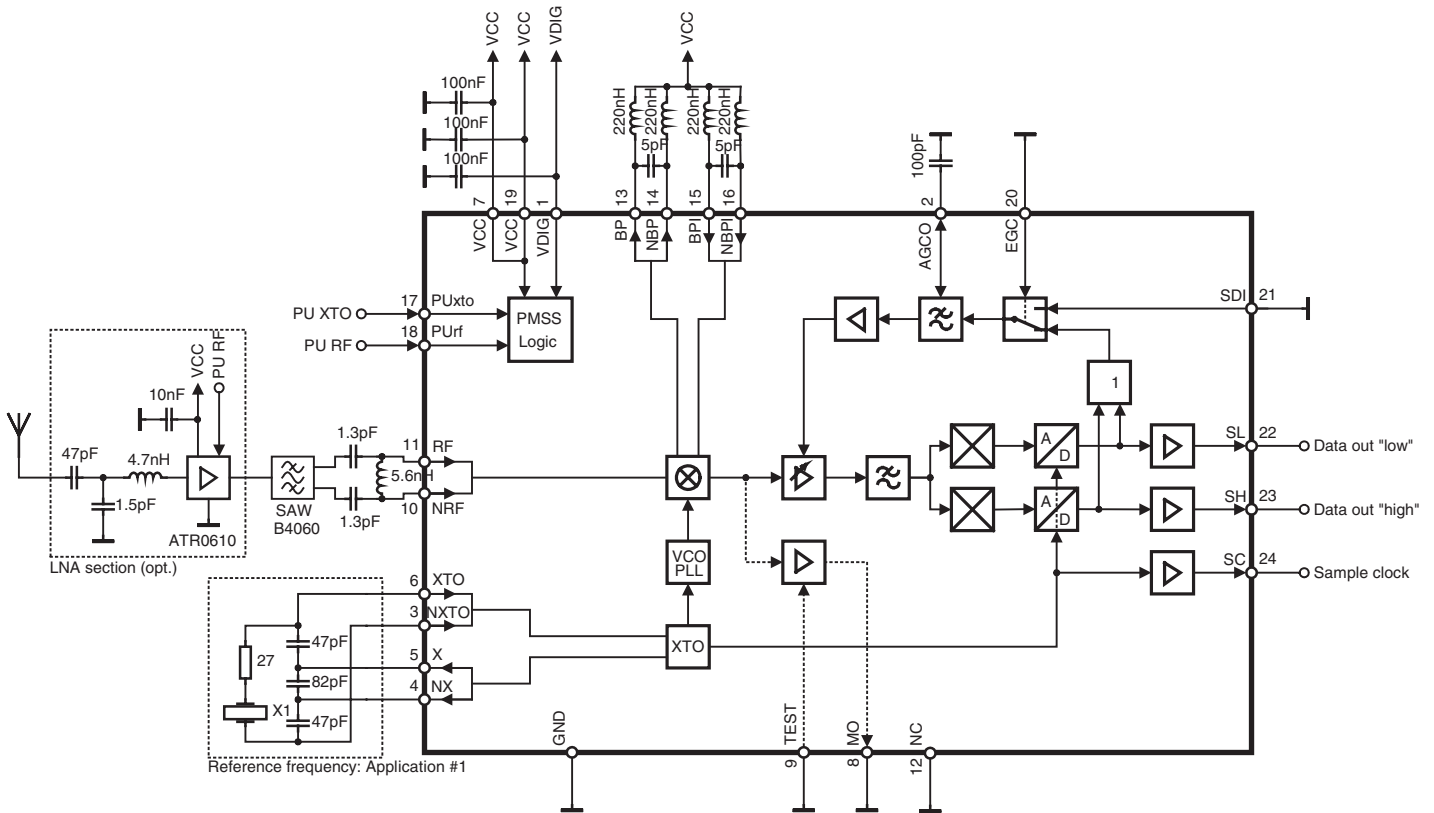 VCC
VCC
VDIG
VCC
100nF
100nF
100nF
220nH
220nH
220nH
220nH
5pF
5pF
100pF
7
19
1
13
14
15
16
2
20
VCC
VCC
VDIG
BP
NBP
BPI
NBPI
AGCO
EGC
SDI
21
PU XTO
17
PUxto
PU RF
18
PUrf
PMSS
Logic
VCC
PU RF
10nF
1
47pF
4.7nH
1.5pF
ATR0610
LNA section (opt.)
SAW
B4060
1.3pF
1.3pF
5.6nH
11
RF
10
NRF
A
D
A
D
SL
22
Data out "low"
SH
23
Data out "high"
SC
24
Sample clock
VCO
PLL
XTO
6
XTO
3
NXTO
5
X
4
NX
47pF
27
82pF
X1
47pF
Reference frequency: Application #1
GND
TEST
9
MO
8
NC
12